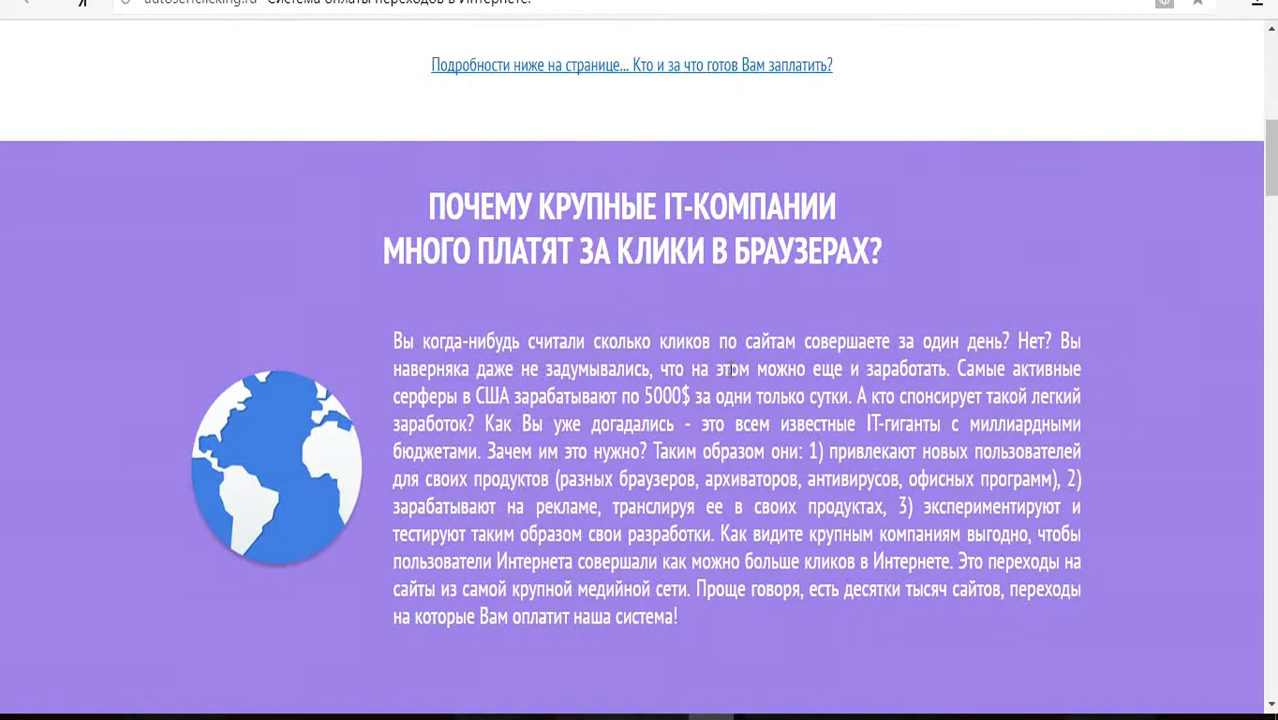 autoserfclicking.ru Система оплаты переходов в Интернете.
Подробности ниже на странице... Кто и за что готов Вам заплатить?
ПОЧЕМУ КРУПНЫЕ IT-КОМПАНИИ
МНОГО ПЛАТЯТ ЗА КЛИКИ В БРАУЗЕРАХ?
Вы когда-нибудь считали сколько кликов по сайтам совершаете за один день? Нет? Вы
наверняка даже не задумывались, что на этом можно еще и заработать. Самые активные
серферы в США зарабатывают по 5000$ за одни только сутки. А кто спонсирует такой легкий
заработок? Как Вы уже догадались - это всем известные IT-гиганты с миллиардными
бюджетами. Зачем им это нужно? Таким образом они: 1) привлекают новых пользователей
для своих продуктов (разных браузеров, архиваторов, антивирусов, офисных программ), 2)
зарабатывают на рекламе, транслируя ее в своих продуктах, 3) экспериментируют и
тестируют таким образом свои разработки. Как видите крупным компаниям выгодно, чтобы
пользователи Интернета совершали как можно больше кликов в Интернете. Это переходы на
сайты из самой крупной медийной сети. Проще говоря, есть десятки тысяч сайтов, переходы
на которые Вам оплатит наша система!